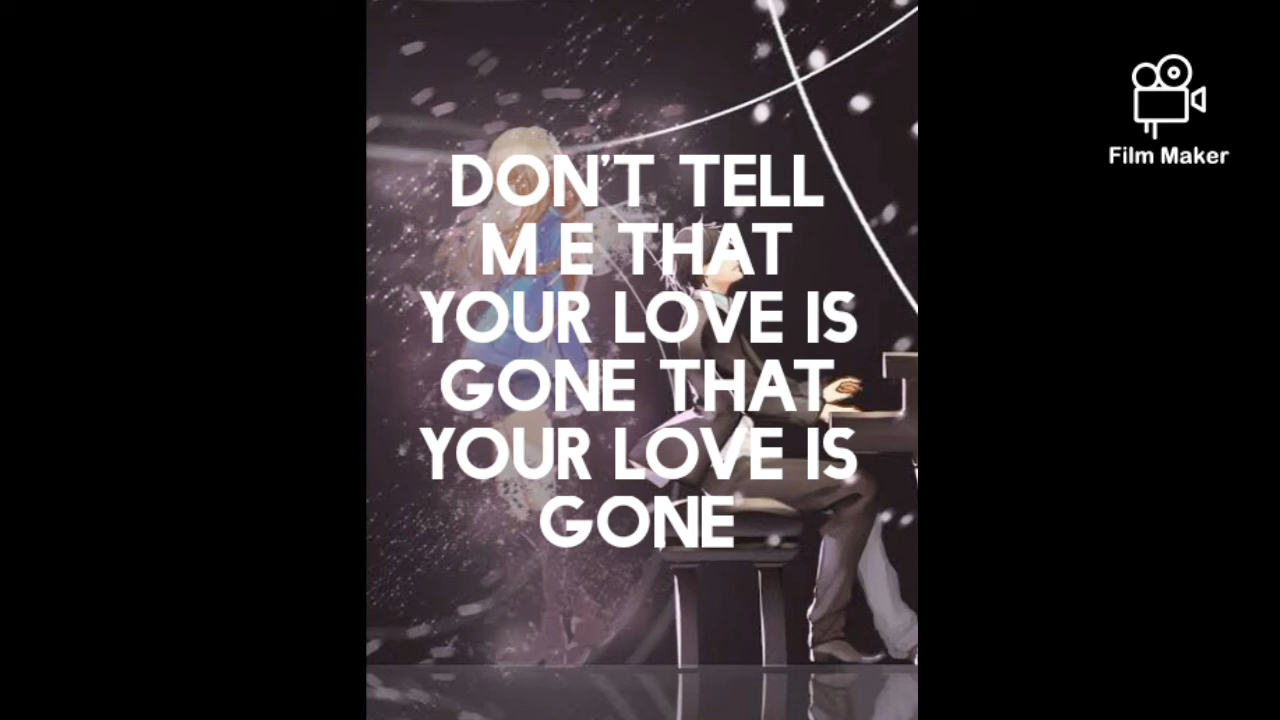 DON'T TELL
M E THAT
YOUR LOVE IS
GONE THAT
YOUR LOVE IS
GONE
Film Maker